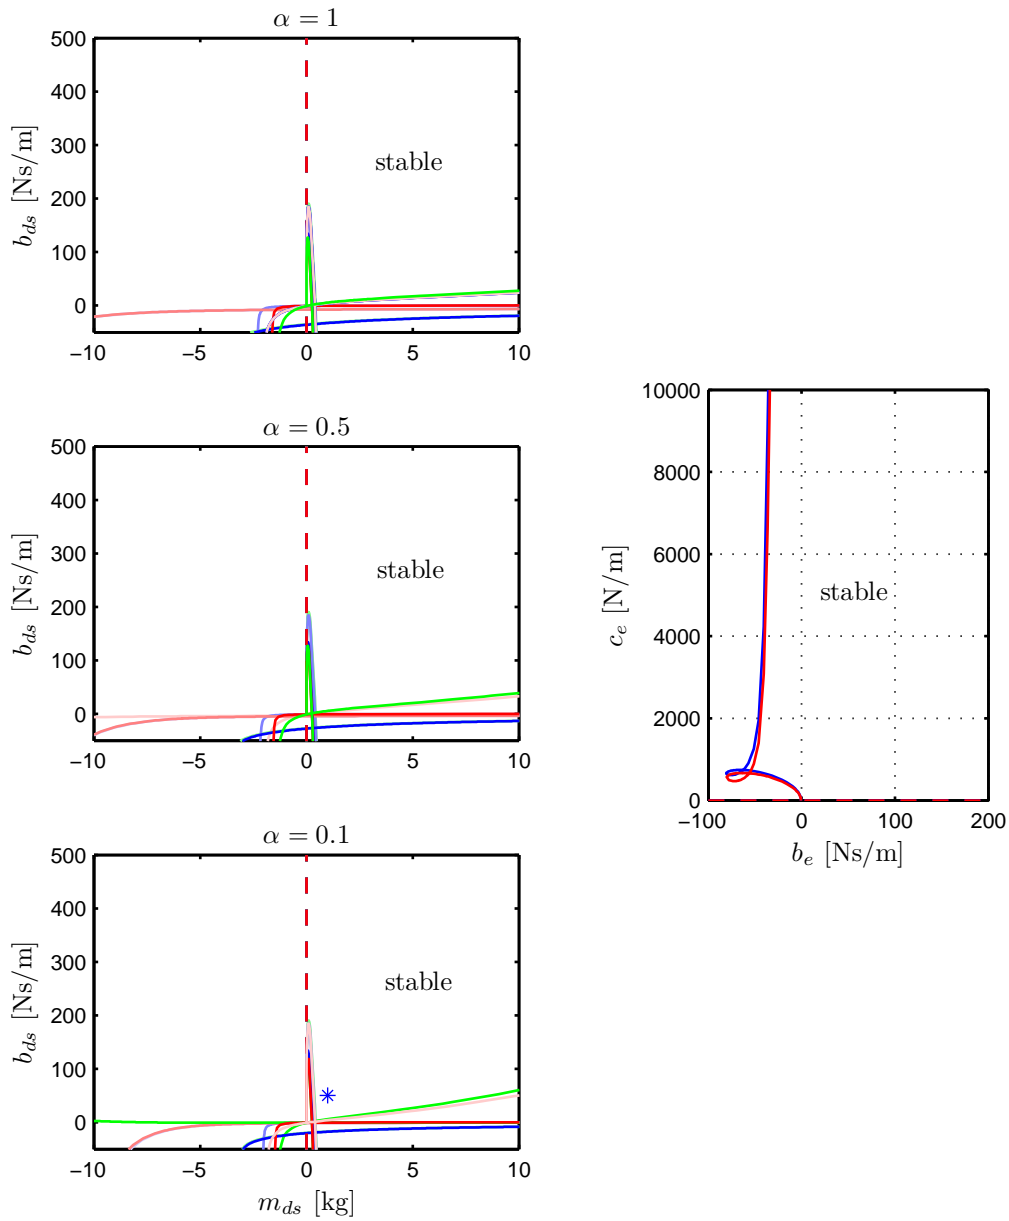 α = 1
500
400
300
200
100
0
b_ds [Ns/m]
stable
−10 −5 0 5 10
α = 0.5
500
400
300
200
100
0
b_ds [Ns/m]
stable
−10 −5 0 5 10
α = 0.1
500
400
300
200
100
0
b_ds [Ns/m]
stable
−10 −5 0 5 10
m_ds [kg]
10000
8000
6000
4000
2000
0
c_e [N/m]
stable
−100 0 100 200
b_e [Ns/m]